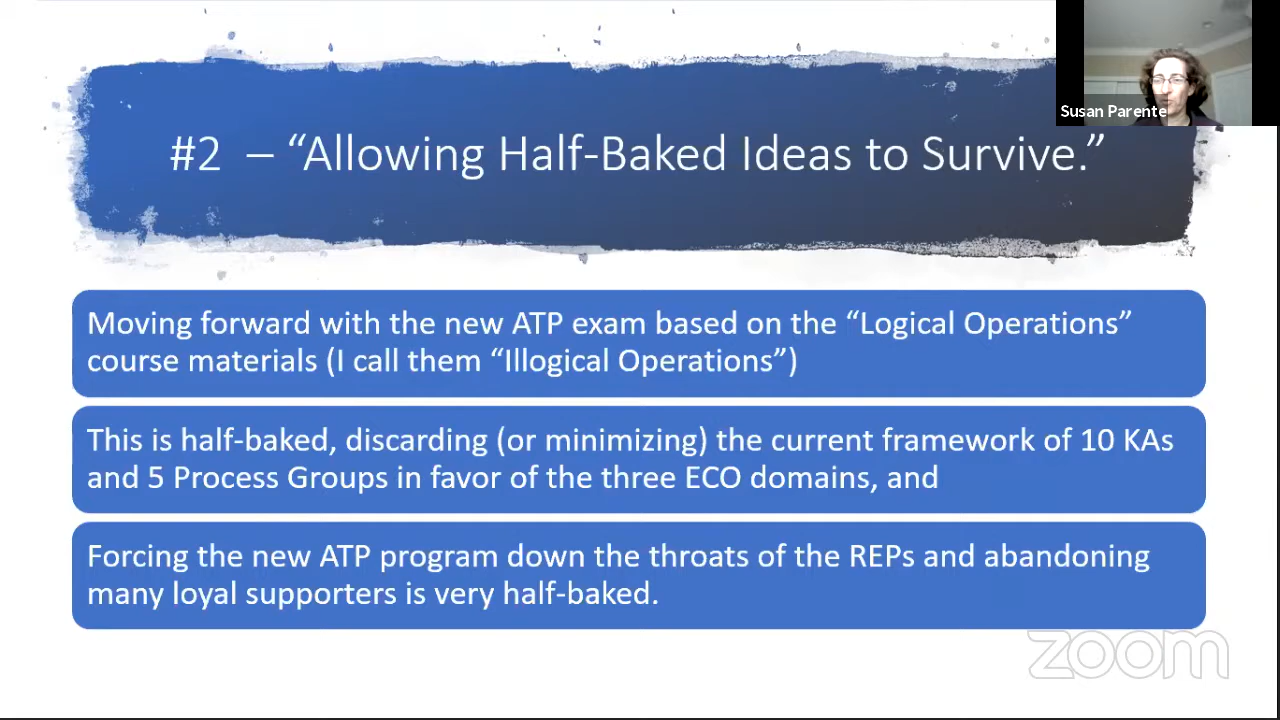 Susan Parente
#2 – “Allowing Half-Baked Ideas to Survive.”
Moving forward with the new ATP exam based on the “Logical Operations”
course materials (I call them “Illogical Operations”)
This is half-baked, discarding (or minimizing) the current framework of 10 KAs
and 5 Process Groups in favor of the three ECO domains, and
Forcing the new ATP program down the throats of the REPs and abandoning
many loyal supporters is very half-baked.
zoom